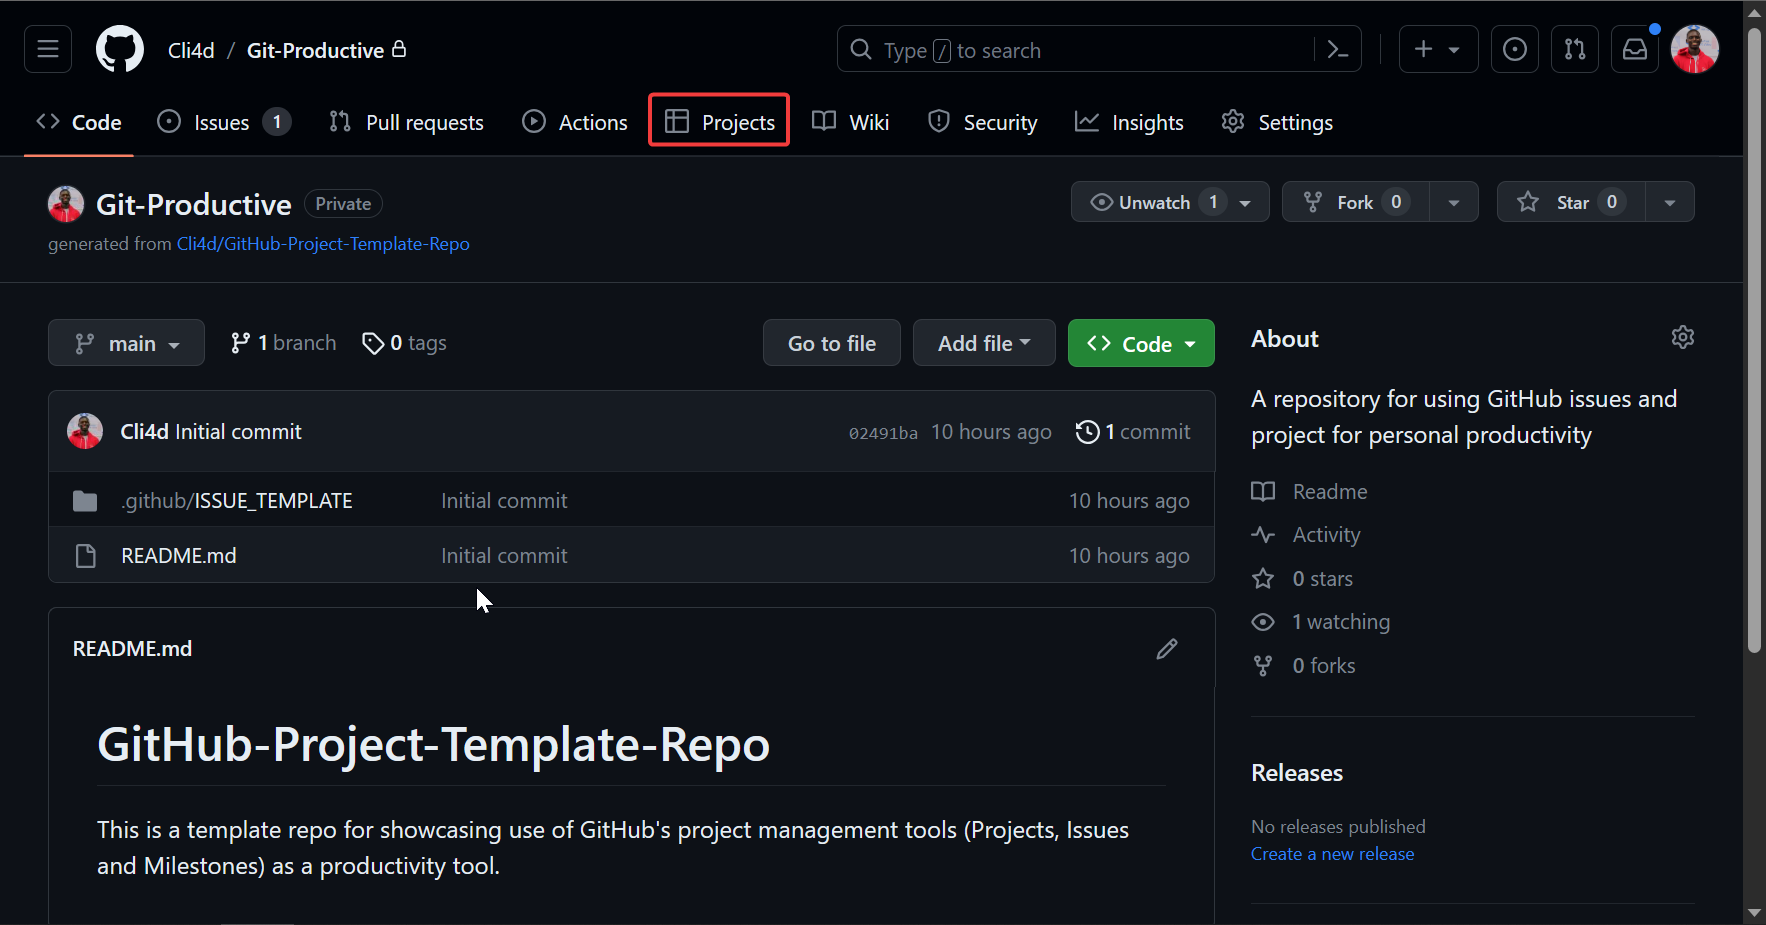 Cli4d / Git-Productive
Type / to search
Code
Issues 1
Pull requests
Actions
Projects
Wiki
Security
Insights
Settings
Git-Productive Private
Unwatch 1
Fork 0
Star 0
generated from Cli4d/GitHub-Project-Template-Repo
main
1 branch
0 tags
Go to file
Add file
Code
Cli4d Initial commit
02491ba 10 hours ago
1 commit
.github/ISSUE_TEMPLATE Initial commit 10 hours ago
README.md Initial commit 10 hours ago
README.md
GitHub-Project-Template-Repo
This is a template repo for showcasing use of GitHub's project management tools (Projects, Issues
and Milestones) as a productivity tool.
About
A repository for using GitHub issues and
project for personal productivity
Readme
Activity
0 stars
1 watching
0 forks
Releases
No releases published
Create a new release